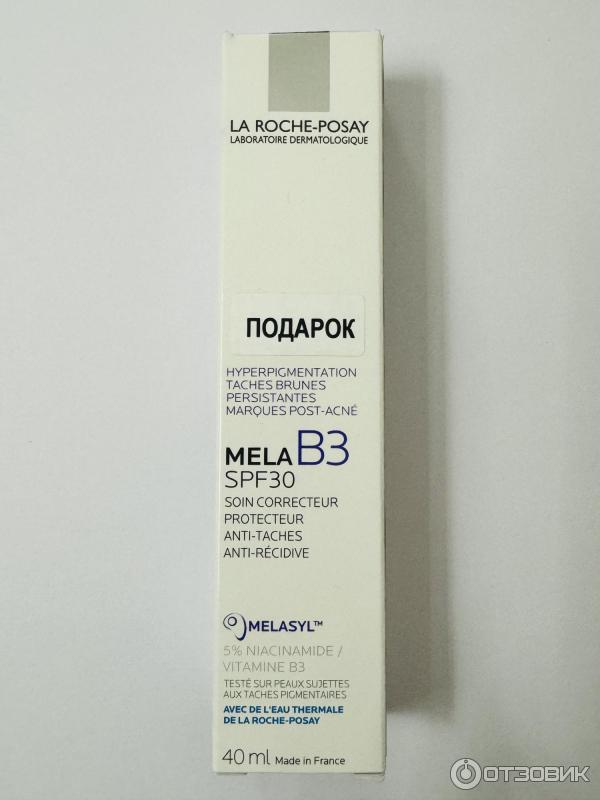 LA ROCHE-POSAY
LABORATOIRE DERMATOLOGIQUE
ПОДАРОК
HYPERPIGMENTATION
TACHES BRUNES
PERSISTANTES
MARQUES POST-ACNÉ
MELA B3
SPF30
SOIN CORRECTEUR
PROTECTEUR
ANTI-TACHES
ANTI-RÉCIDIVE
MELASYL™
5% NIACINAMIDE /
VITAMINE B3
TESTÉ SUR PEAUX SUJETTES
AUX TACHES PIGMENTAIRES
AVEC DE L'EAU THERMALE
DE LA ROCHE-POSAY
40 ml Made in France
ОТЗОВИК